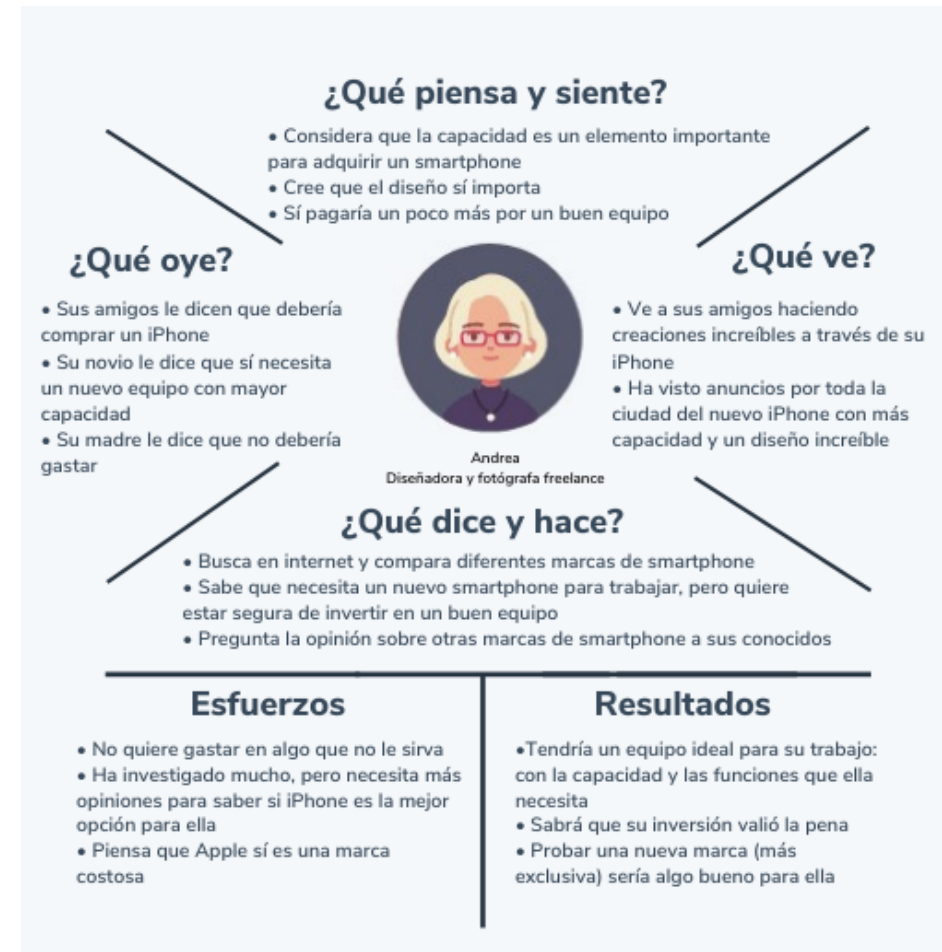 ¿Qué piensa y siente?
• Considera que la capacidad es un elemento importante
para adquirir un smartphone
• Cree que el diseño sí importa
• Sí pagaría un poco más por un buen equipo
¿Qué oye?
• Sus amigos le dicen que debería
comprar un iPhone
• Su novio le dice que sí necesita
un nuevo equipo con mayor
capacidad
• Su madre le dice que no debería
gastar
¿Qué ve?
• Ve a sus amigos haciendo
creaciones increíbles a través de su
iPhone
• Ha visto anuncios por toda la
ciudad del nuevo iPhone con más
capacidad y un diseño increíble
Andrea
Diseñadora y fotógrafa freelance
¿Qué dice y hace?
• Busca en internet y compara diferentes marcas de smartphone
• Sabe que necesita un nuevo smartphone para trabajar, pero quiere
estar segura de invertir en un buen equipo
• Pregunta la opinión sobre otras marcas de smartphone a sus conocidos
Esfuerzos
• No quiere gastar en algo que no le sirva
• Ha investigado mucho, pero necesita más
opiniones para saber si iPhone es la mejor
opción para ella
• Piensa que Apple sí es una marca
costosa
Resultados
•Tendría un equipo ideal para su trabajo:
con la capacidad y las funciones que ella
necesita
• Sabrá que su inversión valió la pena
• Probar una nueva marca (más
exclusiva) sería algo bueno para ella